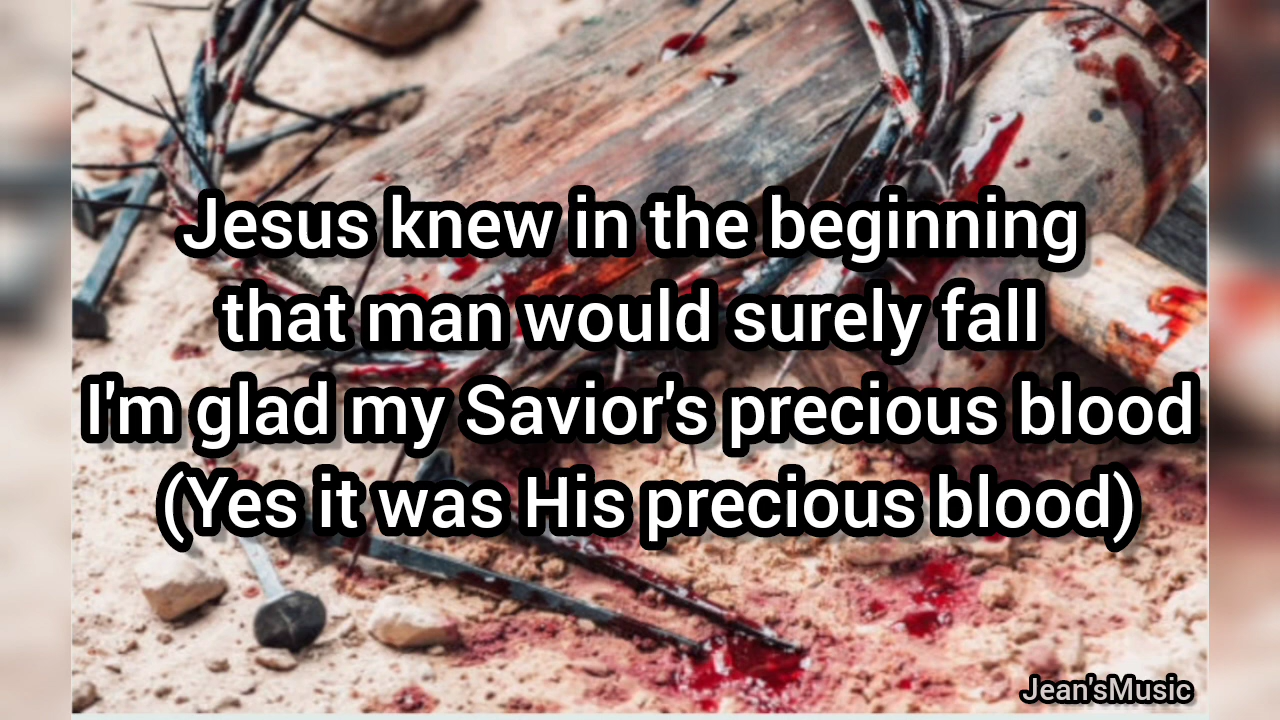 Jesus knew in the beginning
that man would surely fall
I'm glad my Savior's precious blood
(Yes it was His precious blood)
Jean'sMusic